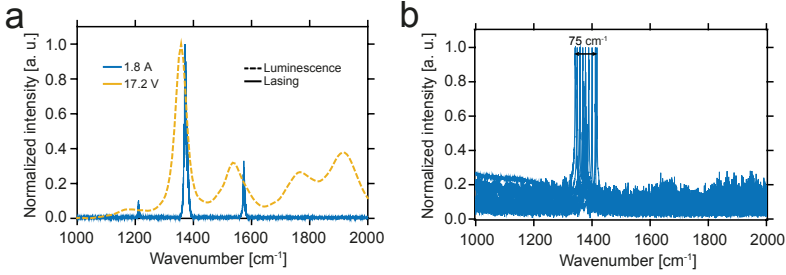 a
Normalized intensity [a. u.]
1.0
0.8
0.6
0.4
0.2
0.0
1.8 A
17.2 V
Luminescence
Lasing
1000 1200 1400 1600 1800 2000
Wavenumber [cm⁻¹]
b
Normalized intensity [a. u.]
1.0
0.8
0.6
0.4
0.2
0.0
75 cm⁻¹
1000 1200 1400 1600 1800 2000
Wavenumber [cm⁻¹]